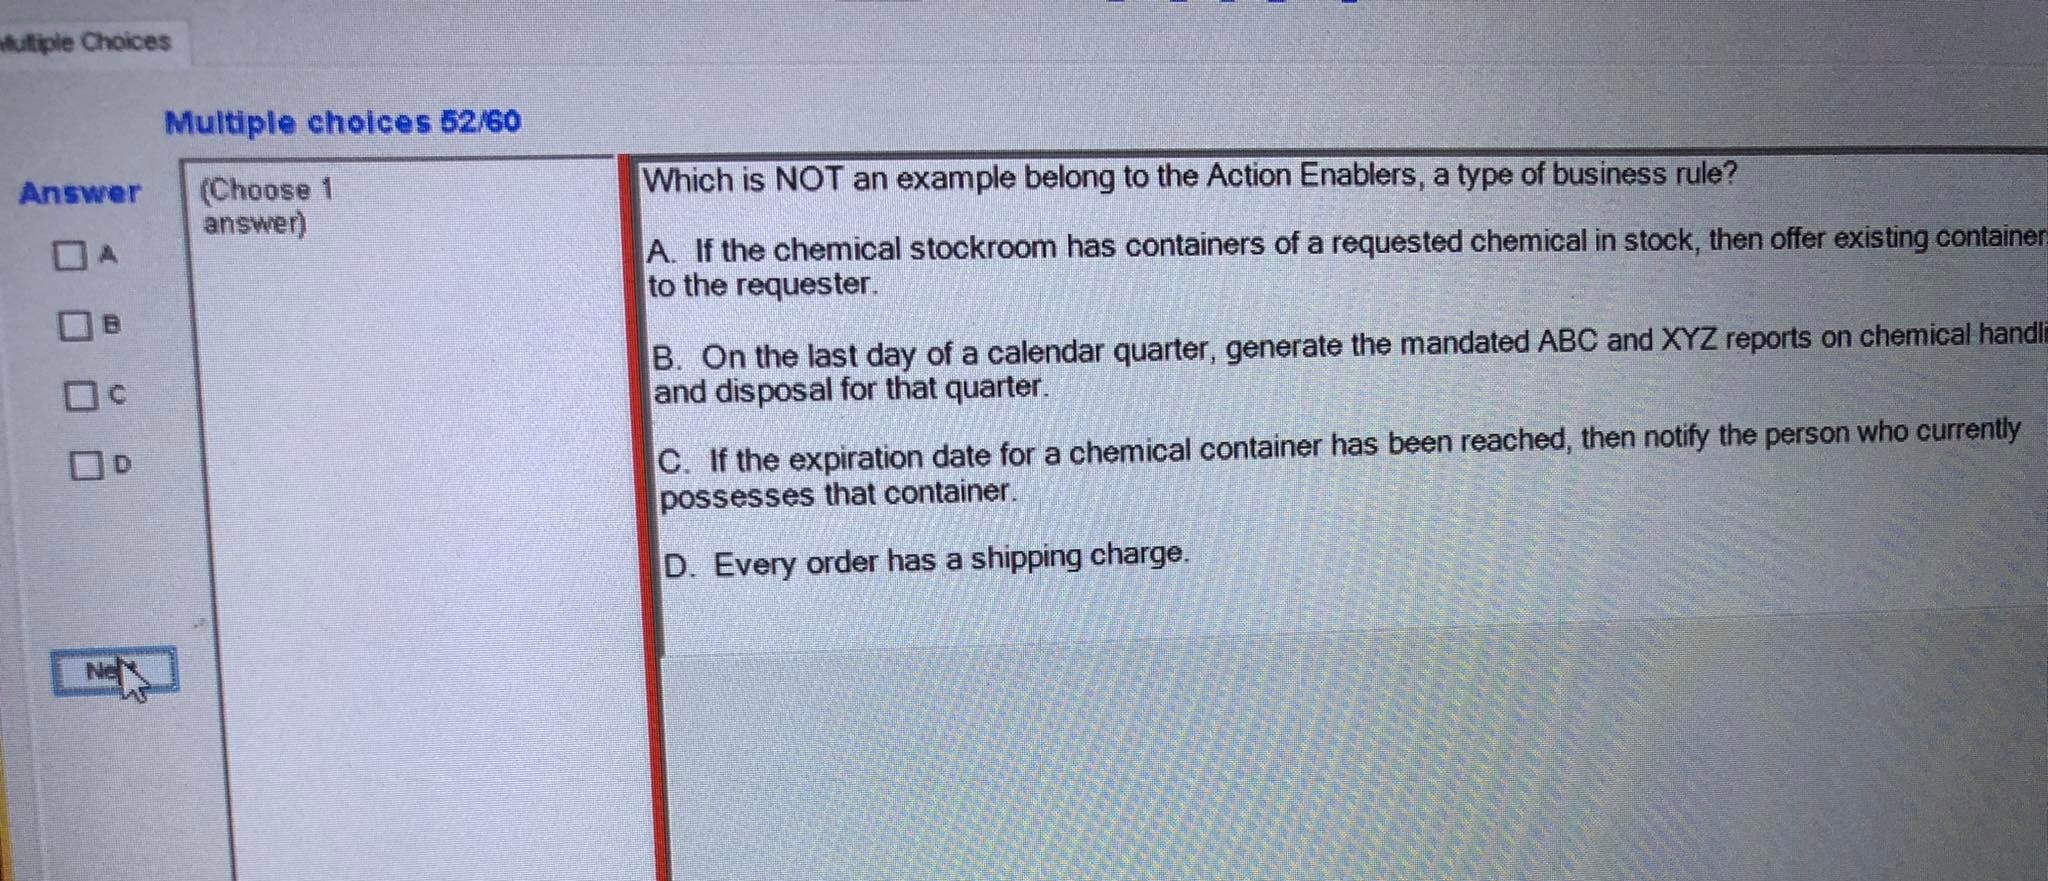 Multiple Choices
Multiple choices 52/60
Answer
(Choose 1
answer)
A
B
C
D
Which is NOT an example belong to the Action Enablers, a type of business rule?
A. If the chemical stockroom has containers of a requested chemical in stock, then offer existing container
to the requester.
B. On the last day of a calendar quarter, generate the mandated ABC and XYZ reports on chemical handli
and disposal for that quarter.
C. If the expiration date for a chemical container has been reached, then notify the person who currently
possesses that container.
D. Every order has a shipping charge.
Next